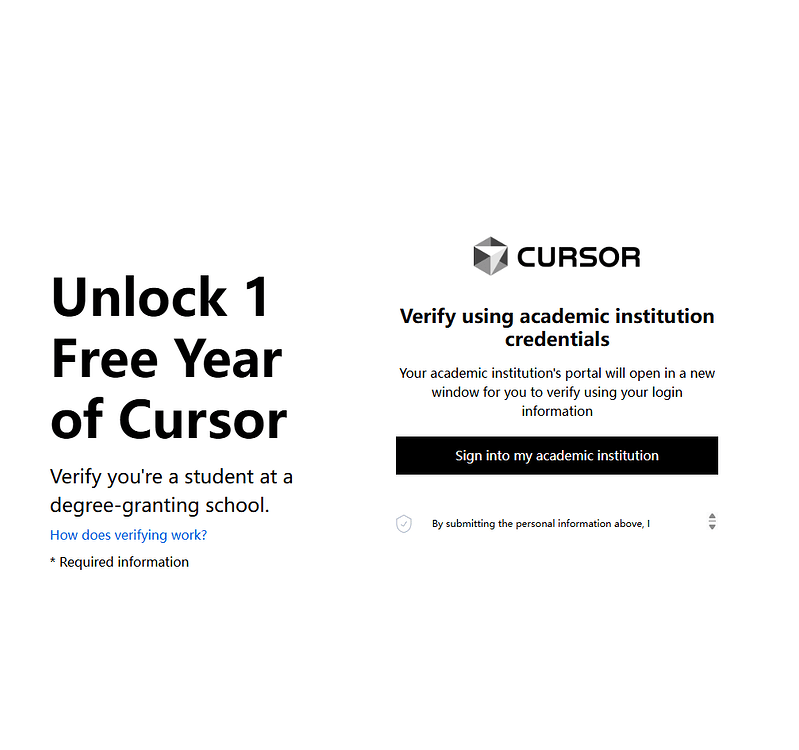 Unlock 1
Free Year
of Cursor
Verify you're a student at a
degree-granting school.
How does verifying work?
* Required information
CURSOR
Verify using academic institution
credentials
Your academic institution's portal will open in a new
window for you to verify using your login
information
Sign into my academic institution
By submitting the personal information above, I